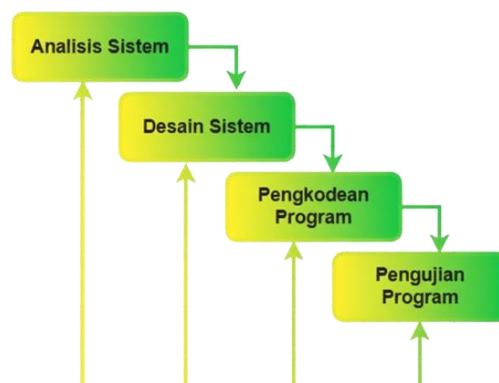 Analisis Sistem
Desain Sistem
Pengkodean
Program
Pengujian
Program